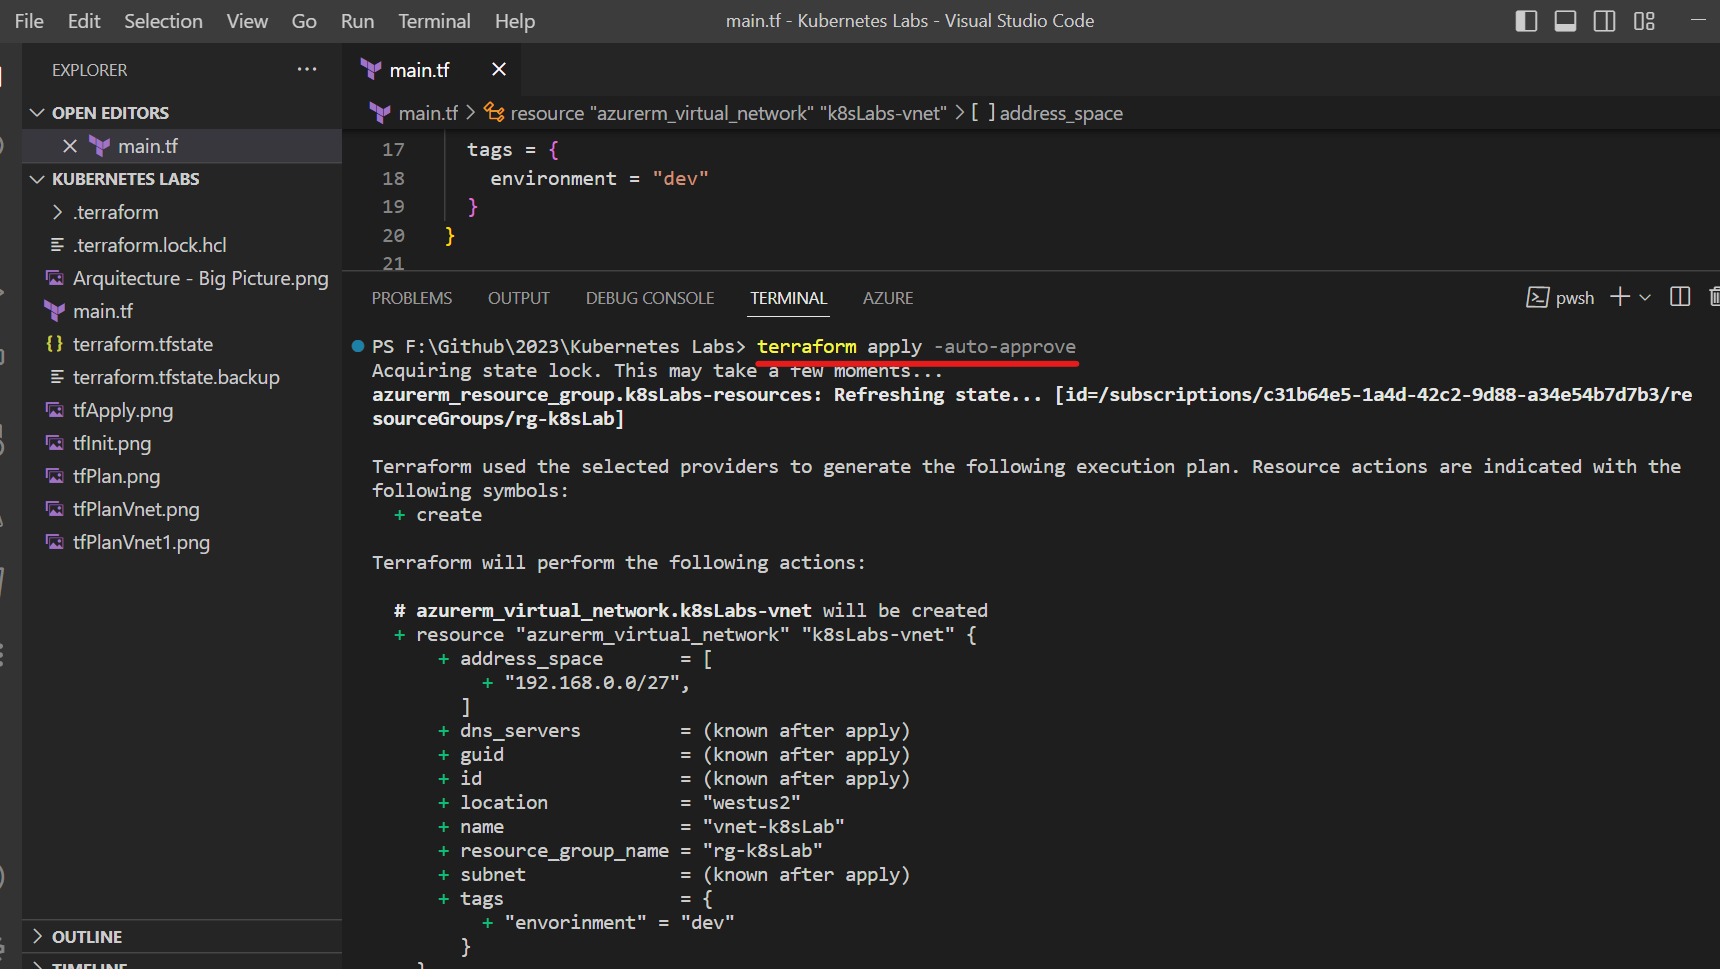 File Edit Selection View Go Run Terminal Help
main.tf - Kubernetes Labs - Visual Studio Code
EXPLORER
OPEN EDITORS
main.tf
KUBERNETES LABS
.terraform
.terraform.lock.hcl
Arquitecture - Big Picture.png
main.tf
terraform.tfstate
terraform.tfstate.backup
tfApply.png
tfInit.png
tfPlan.png
tfPlanVnet.png
tfPlanVnet1.png
OUTLINE
TIMELINE
main.tf
main.tf > resource "azurerm_virtual_network" "k8sLabs-vnet" > [ ] address_space
17 tags = {
18 environment = "dev"
19 }
20 }
21
PROBLEMS OUTPUT DEBUG CONSOLE TERMINAL AZURE
pwsh
PS F:\Github\2023\Kubernetes Labs> terraform apply -auto-approve
Acquiring state lock. This may take a few moments...
azurerm_resource_group.k8sLabs-resources: Refreshing state... [id=/subscriptions/c31b64e5-1a4d-42c2-9d88-a34e54b7d7b3/re
sourceGroups/rg-k8sLab]
Terraform used the selected providers to generate the following execution plan. Resource actions are indicated with the
following symbols:
+ create
Terraform will perform the following actions:
# azurerm_virtual_network.k8sLabs-vnet will be created
+ resource "azurerm_virtual_network" "k8sLabs-vnet" {
+ address_space = [
+ "192.168.0.0/27",
]
+ dns_servers = (known after apply)
+ guid = (known after apply)
+ id = (known after apply)
+ location = "westus2"
+ name = "vnet-k8sLab"
+ resource_group_name = "rg-k8sLab"
+ subnet = (known after apply)
+ tags = {
+ "envorinment" = "dev"
}
}